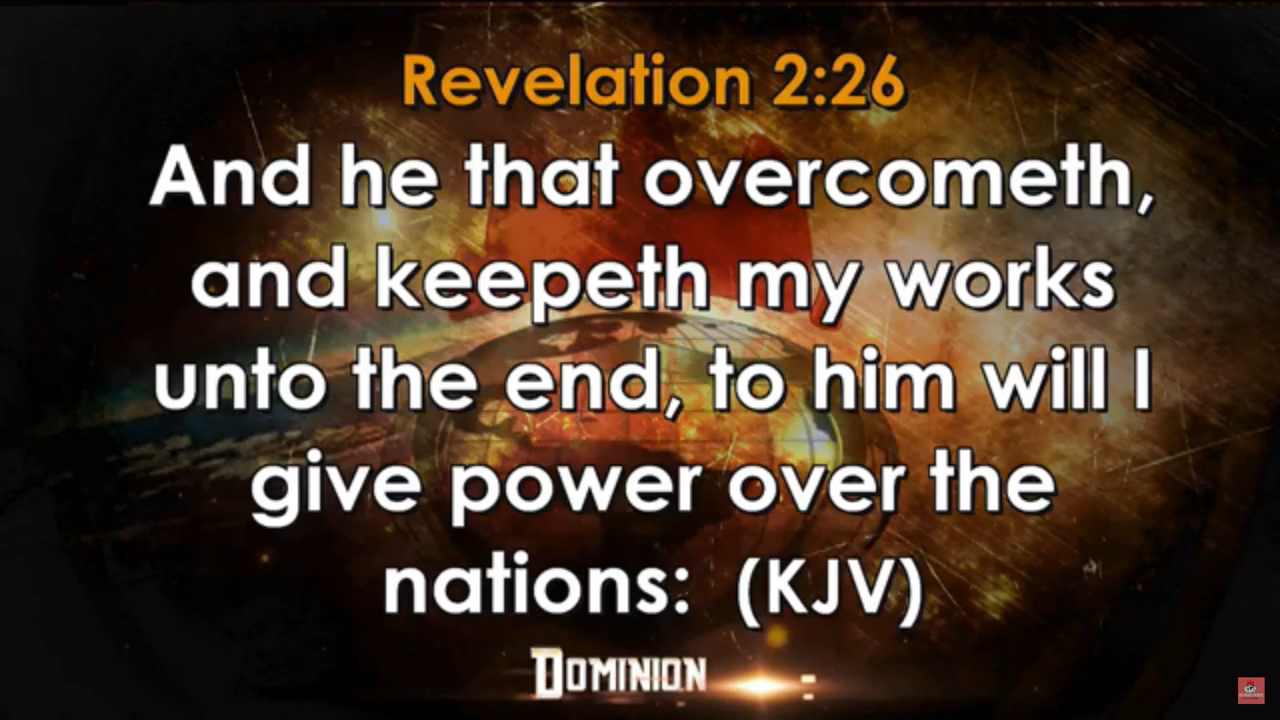 Revelation 2:26
And he that overcometh,
and keepeth my works
unto the end, to him will I
give power over the
nations: (KJV)
DOMINION